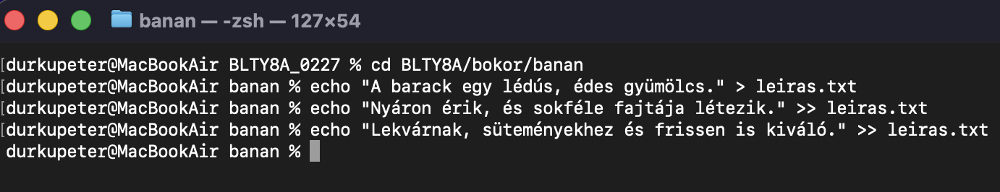 banan — -zsh — 127×54
[durkupeter@MacBookAir BLTY8A_0227 % cd BLTY8A/bokor/banan
[durkupeter@MacBookAir banan % echo "A barack egy lédús, édes gyümölcs." > leiras.txt
[durkupeter@MacBookAir banan % echo "Nyáron érik, és sokféle fajtája létezik." >> leiras.txt
[durkupeter@MacBookAir banan % echo "Lekvárnak, süteményekhez és frissen is kiváló." >> leiras.txt
durkupeter@MacBookAir banan %